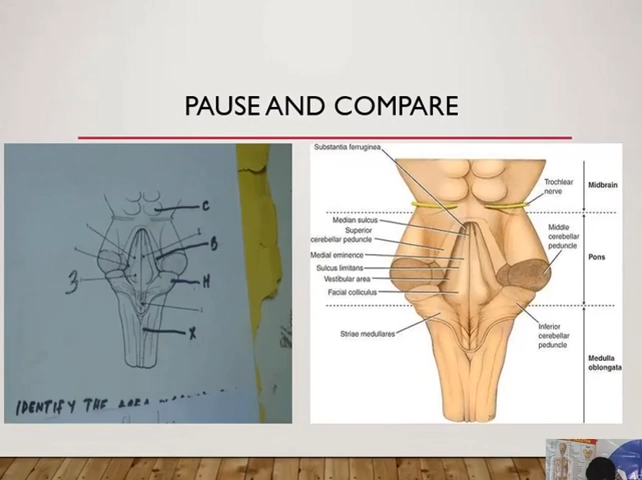 PAUSE AND COMPARE
C
B
3
H
X
IDENTIFY THE AREA
Substantia ferruginea
Trochlear
nerve
Midbrain
Median sulcus
Superior
cerebellar peduncle
Medial eminence
Sulcus limitans
Vestibular area
Facial colliculus
Middle
cerebellar
peduncle
Pons
Striae medullares
Inferior
cerebellar
peduncle
Medulla
oblongata